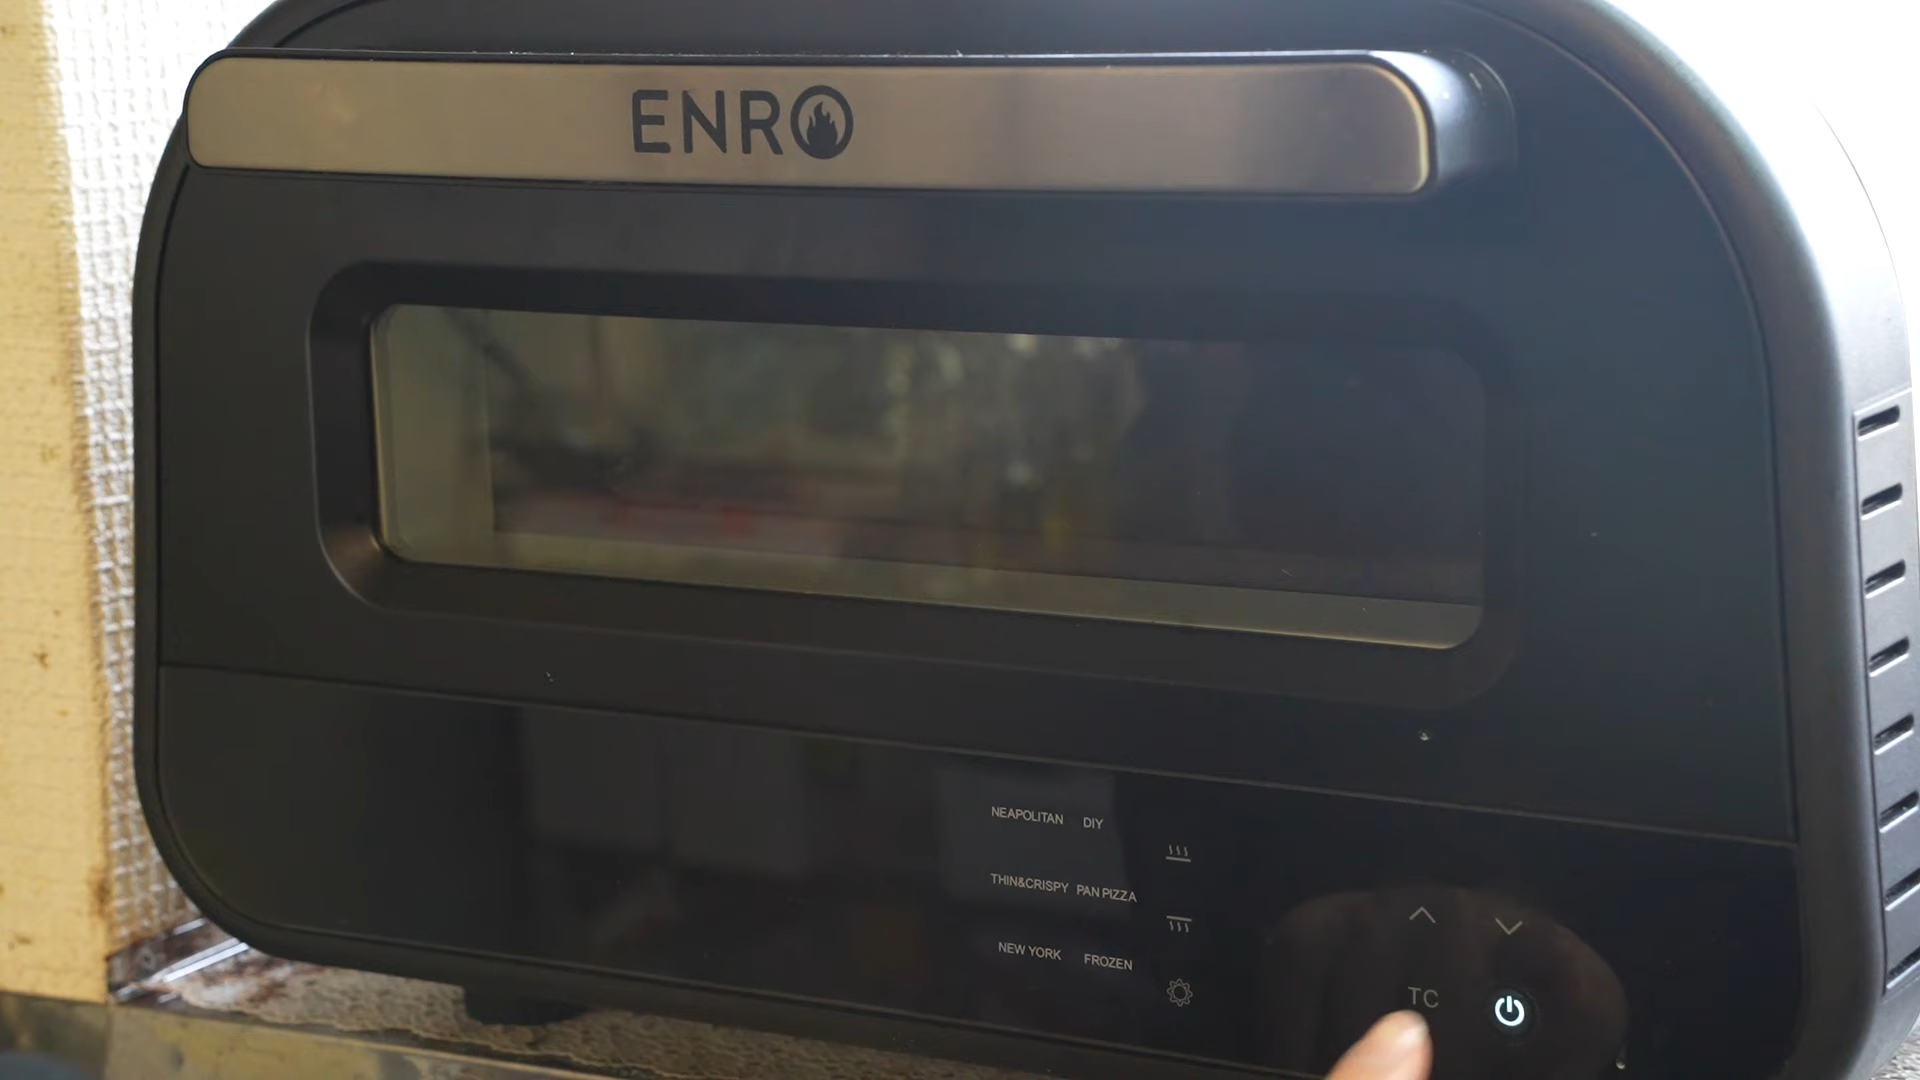 ENRO
NEAPOLITAN DIY
THIN&CRISPY PAN PIZZA
NEW YORK FROZEN
TC